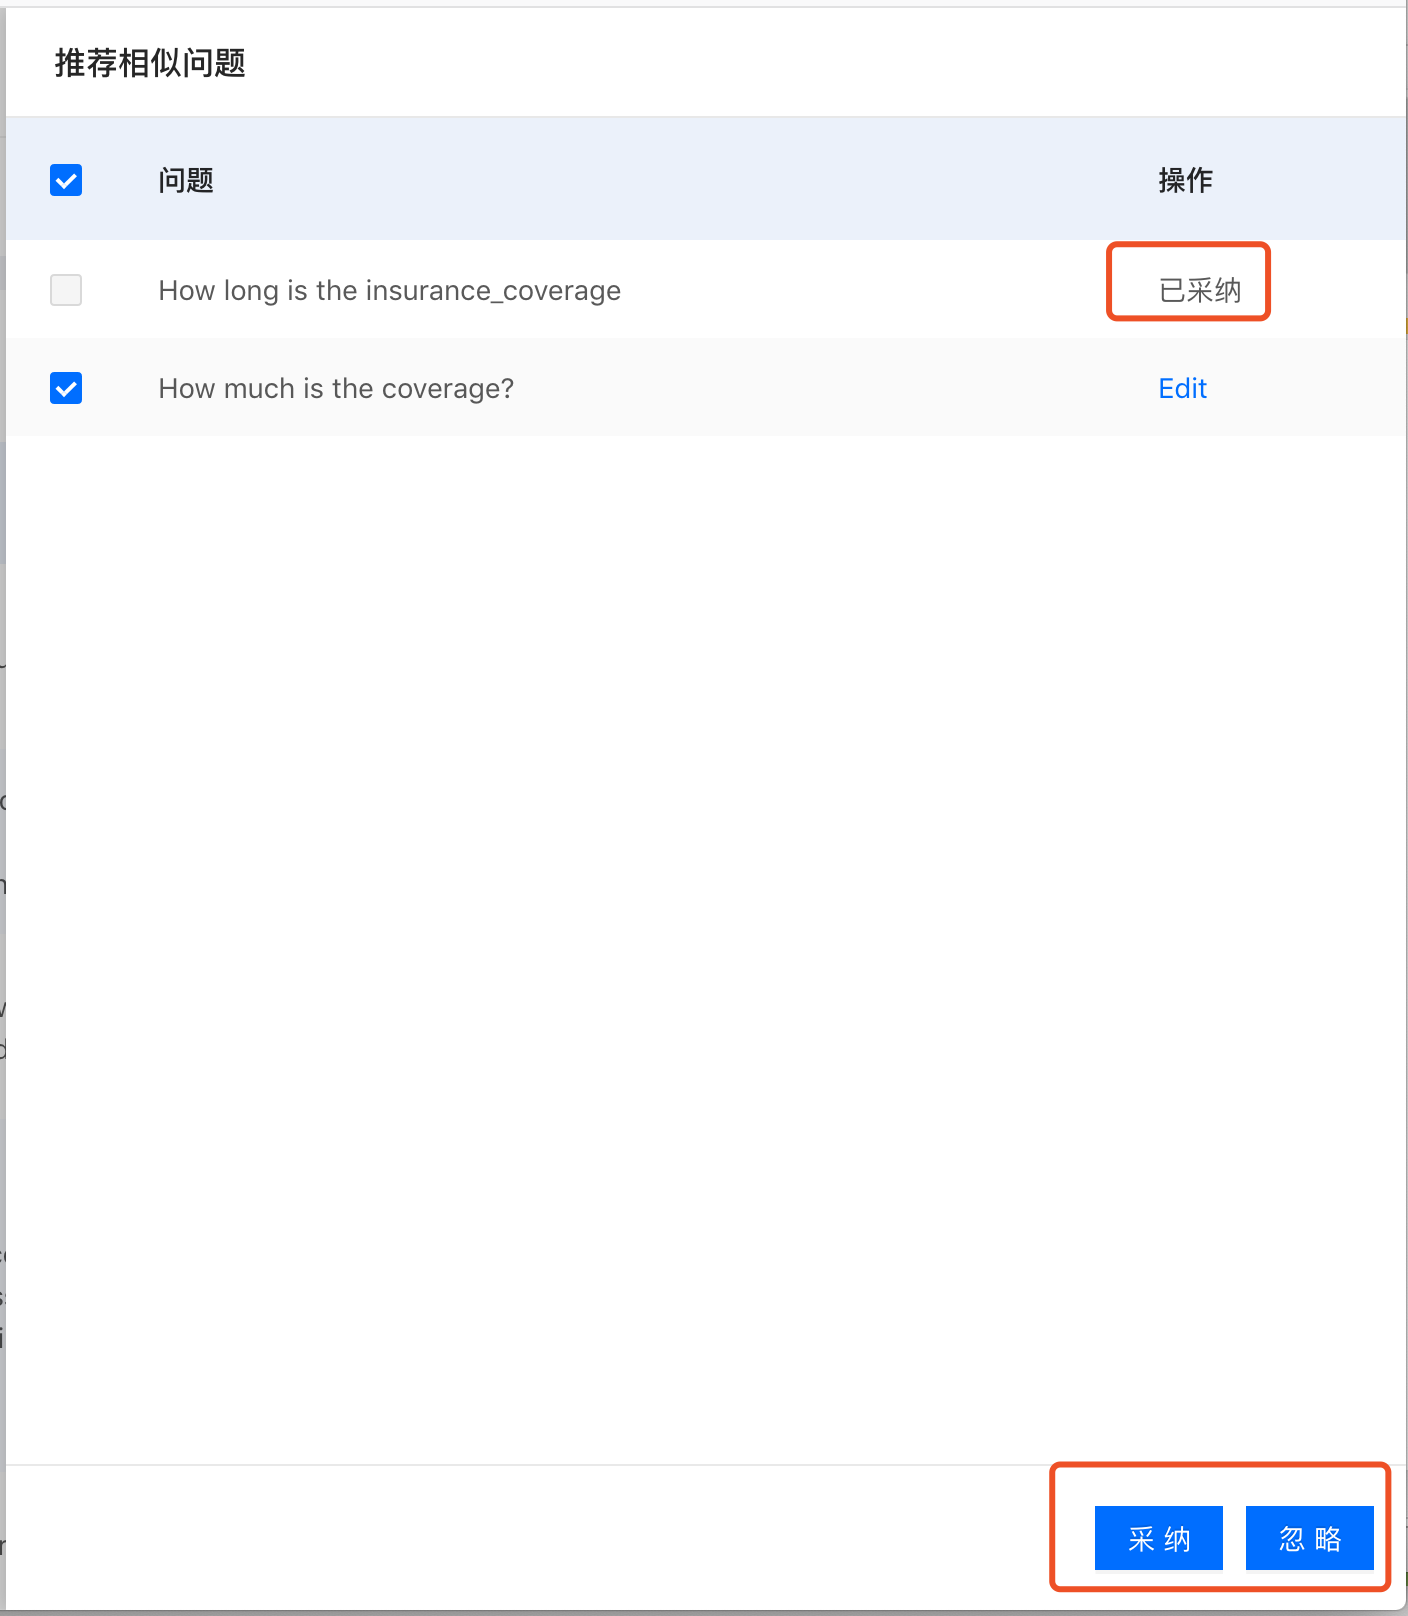 推荐相似问题
问题 操作
How long is the insurance_coverage 已采纳
How much is the coverage? Edit
采纳 忽略